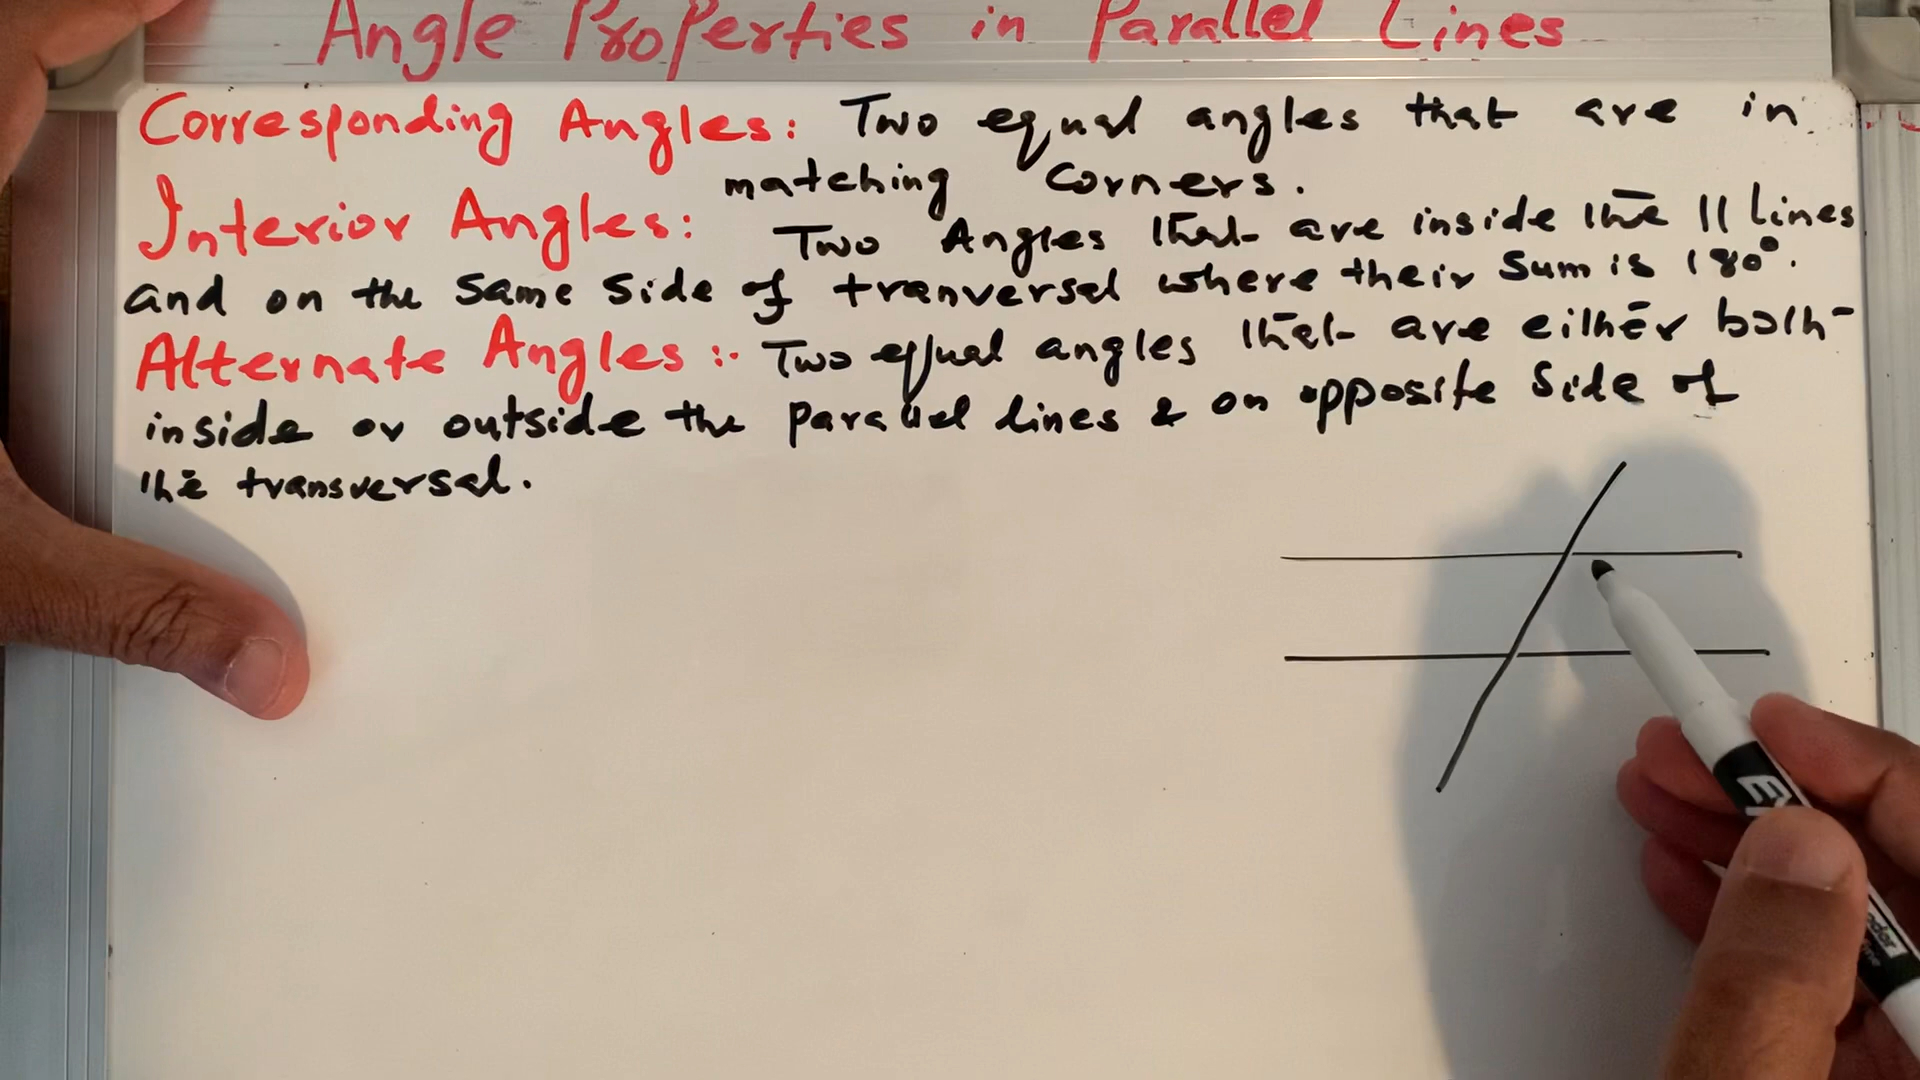 Angle Properties in Parallel Lines
Corresponding Angles: Two equal angles that are in
matching corners.
Interior Angles: Two Angles that are inside the || lines
and on the same side of tranversal where their sum is 180°.
Alternate Angles:- Two equal angles that are either both
inside or outside the parallel lines & on opposite side of
the transversal.